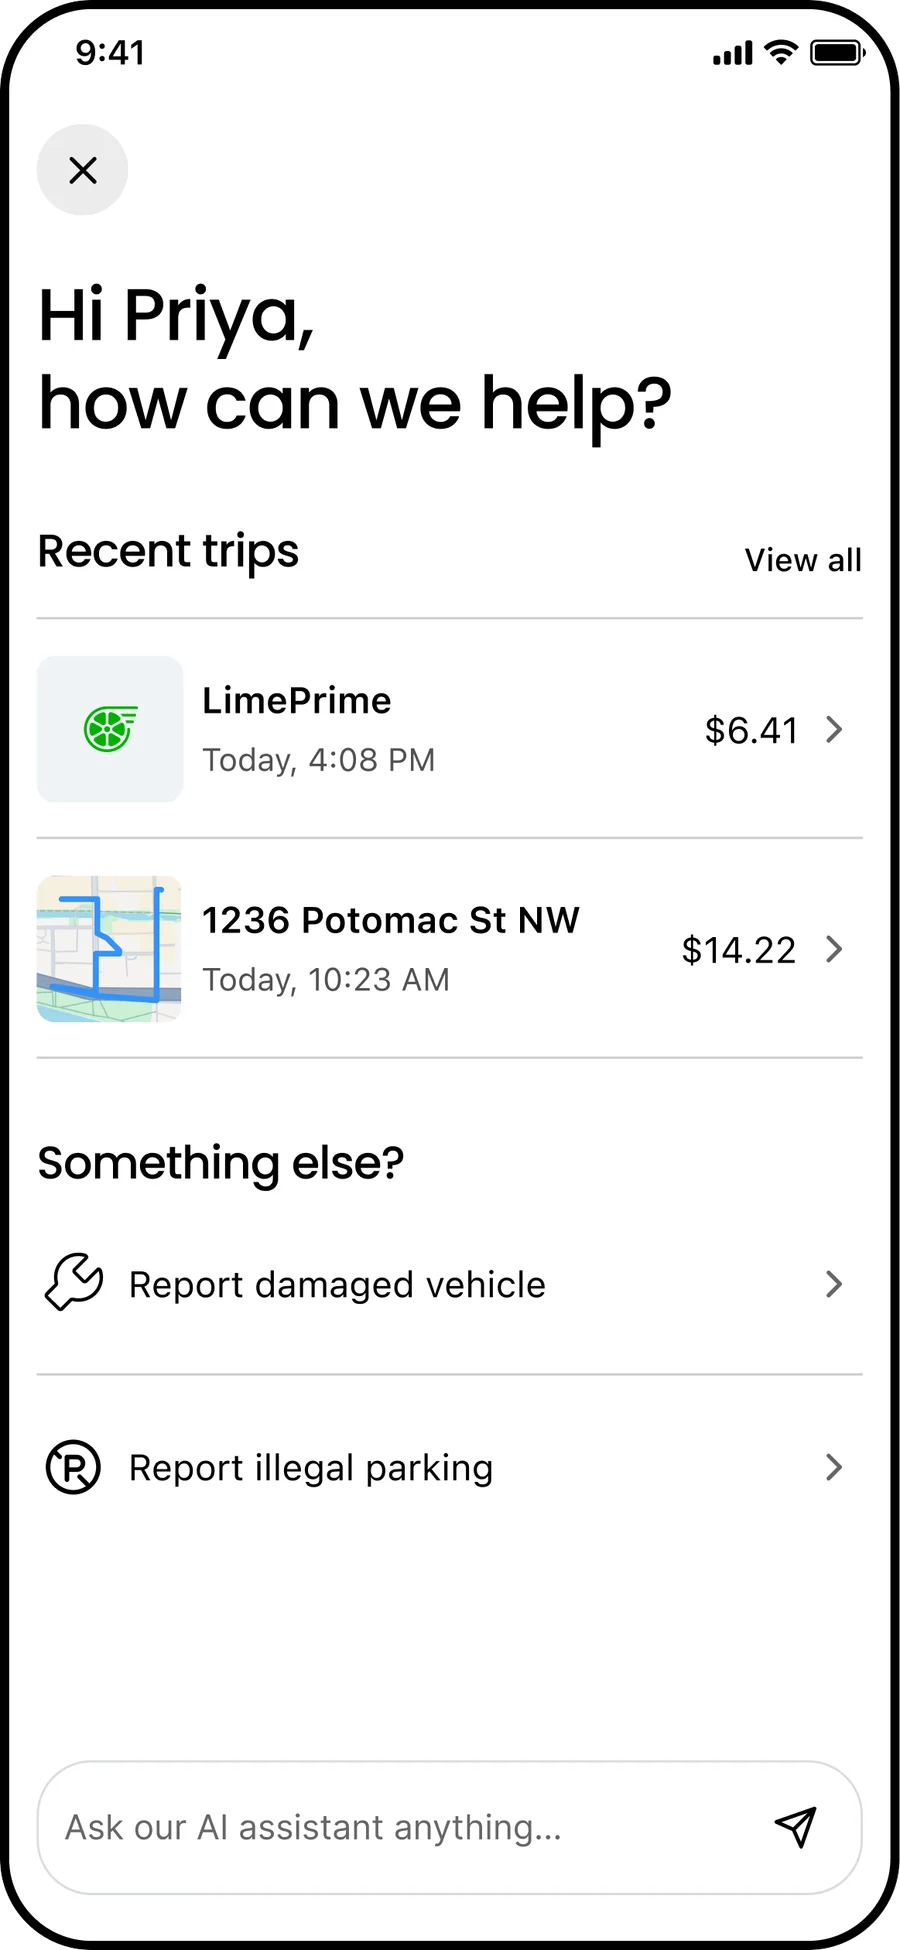 9:41
Hi Priya,
how can we help?
Recent trips
View all
LimePrime
Today, 4:08 PM
$6.41
1236 Potomac St NW
Today, 10:23 AM
$14.22
Something else?
Report damaged vehicle
P
Report illegal parking
Ask our AI assistant anything...